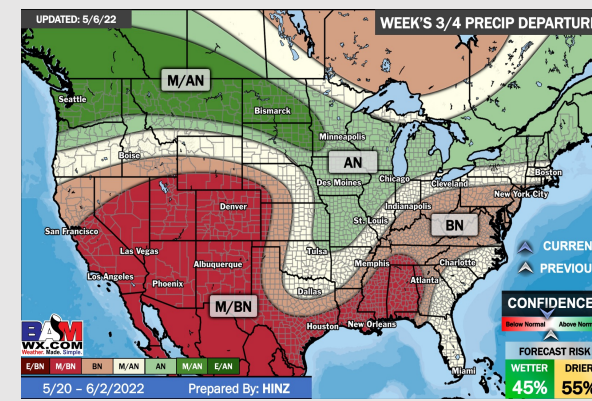 UPDATED: 5/6/22
WEEK'S 3/4 PRECIP DEPARTURE
M/AN
Seattle
Bismarck
Minneapolis
Boise
AN
Boston
Des Moines
Chicago
Cleveland
New York City
Denver
Indianapolis
St. Louis
BN
San Francisco
CURREN
Las Vegas
Tulsa
Memphis
Charlotte
PREVIOU
Los Angeles
Albuquerque
Phoenix
Atlanta
Dallas
M/BN
CONFIDENCE
Houston
New Orleans
Below Normal
Above Norm
BAM
WX.COM
Weather. Made. Simple.
FORECAST RISK
E/BN M/BN BN M/AN AN M/AN E/AN
Miami
WETTER
DRIER
5/20 – 6/2/2022
Prepared By: HINZ
45%
55%